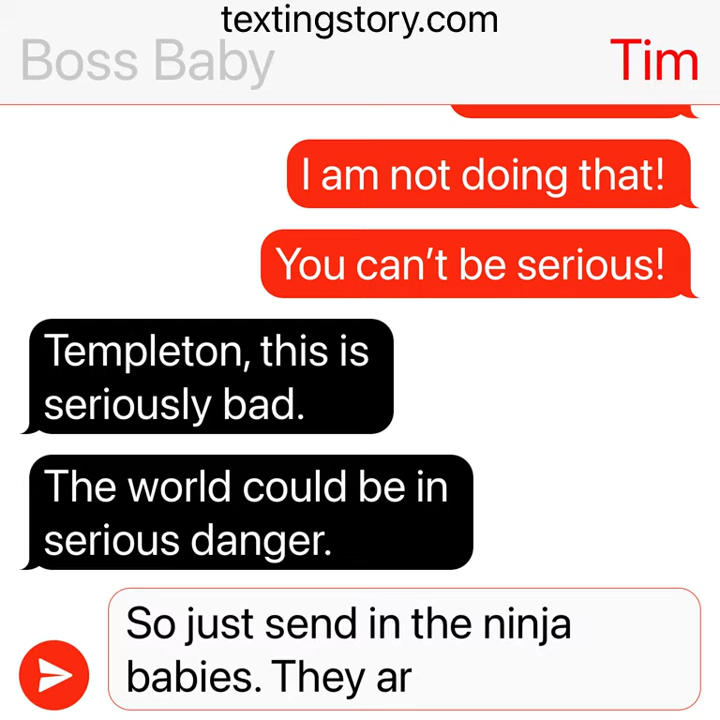 textingstory.com
Boss Baby
Tim
I am not doing that!
You can’t be serious!
Templeton, this is
seriously bad.
The world could be in
serious danger.
So just send in the ninja
babies. They ar